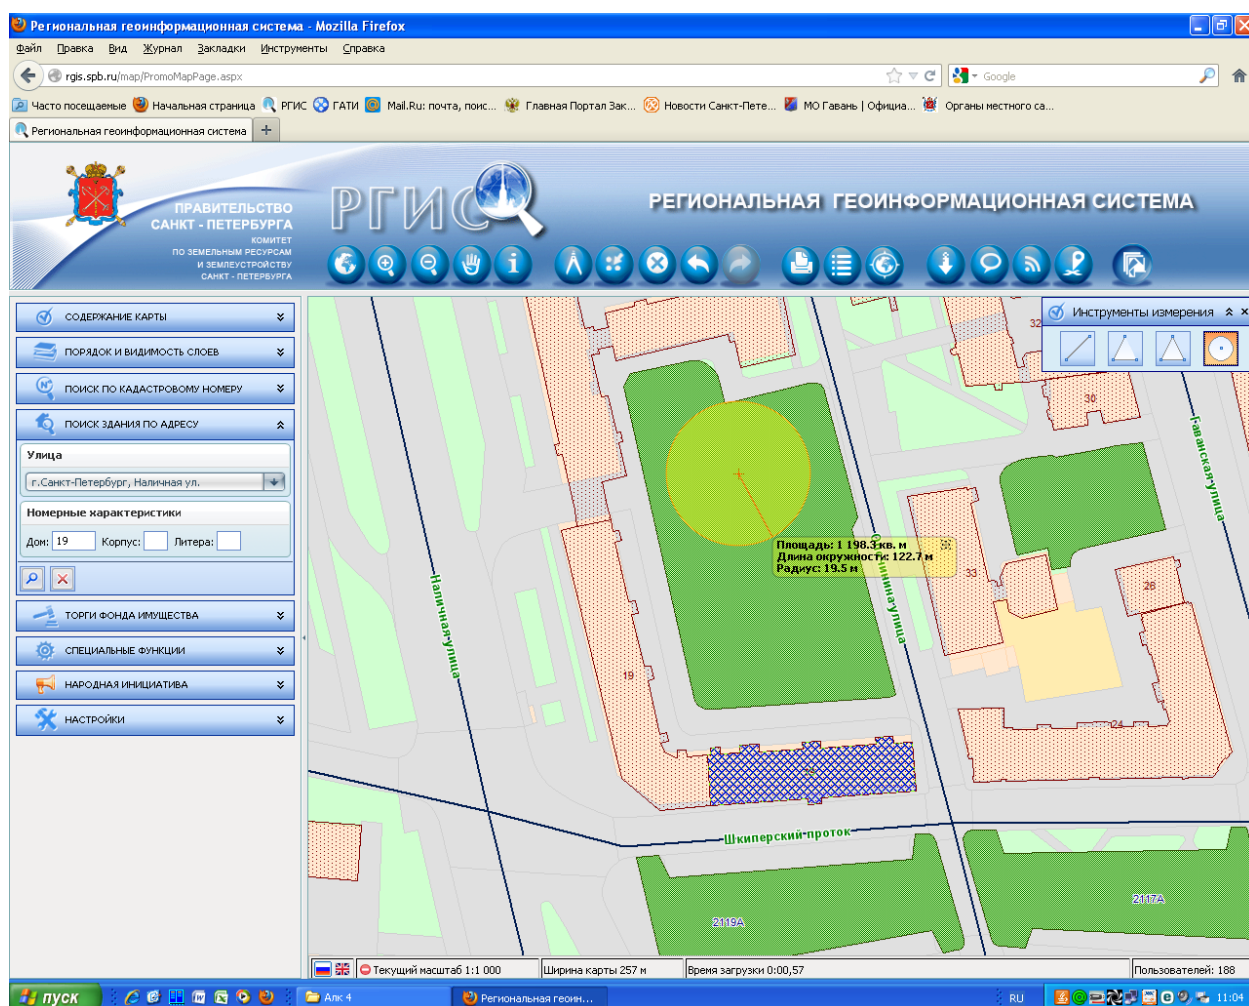 Региональная геоинформационная система - Mozilla Firefox
Файл Правка Вид Журнал Закладки Инструменты Справка
rgis.spb.ru/map/PromoMapPage.aspx
Google
Часто посещаемые Начальная страница РГИС ГАТИ Mail.Ru: почта, поис... Главная Портал Зак... Новости Санкт-Пете... МО Гавань | Официа... Органы местного са...
Региональная геоинформационная система
ПРАВИТЕЛЬСТВО
САНКТ - ПЕТЕРБУРГА
КОМИТЕТ
ПО ЗЕМЕЛЬНЫМ РЕСУРСАМ
И ЗЕМЛЕУСТРОЙСТВУ
САНКТ - ПЕТЕРБУРГА
РГИС
РЕГИОНАЛЬНАЯ ГЕОИНФОРМАЦИОННАЯ СИСТЕМА
СОДЕРЖАНИЕ КАРТЫ
ПОРЯДОК И ВИДИМОСТЬ СЛОЕВ
ПОИСК ПО КАДАСТРОВОМУ НОМЕРУ
ПОИСК ЗДАНИЯ ПО АДРЕСУ
Улица
г.Санкт-Петербург, Наличная ул.
Номерные характеристики
Дом: 19 Корпус: Литера:
ТОРГИ ФОНДА ИМУЩЕСТВА
СПЕЦИАЛЬНЫЕ ФУНКЦИИ
НАРОДНАЯ ИНИЦИАТИВА
НАСТРОЙКИ
Инструменты измерения
32
30
Гаванская улица
Площадь: 1 198.3 кв. м
Длина окружности: 122.7 м
Радиус: 19.5 м
33
26
Наличная улица
19
24
Шкиперский проток
2119А
2117А
Текущий масштаб 1:1 000
Ширина карты 257 м
Время загрузки 0:00,57
Пользователей: 188
пуск
Алк 4
Региональная геоин...
RU
11:04